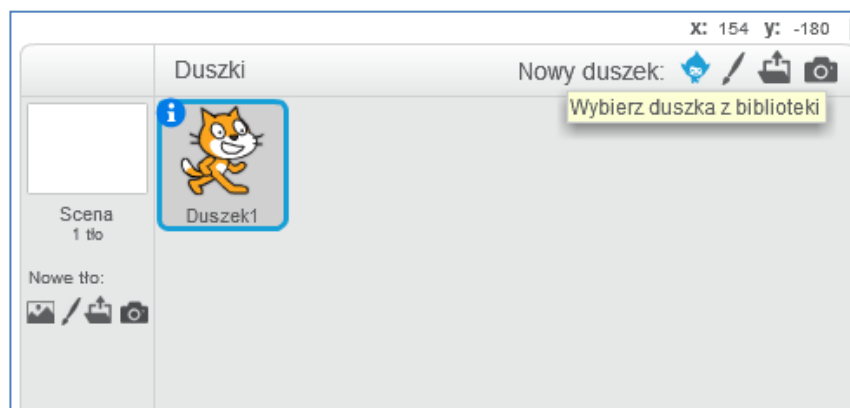 x: 154 y: -180
Duszki
Nowy duszek:
Wybierz duszka z biblioteki
i
Duszek1
Scena
1 tło
Nowe tło: